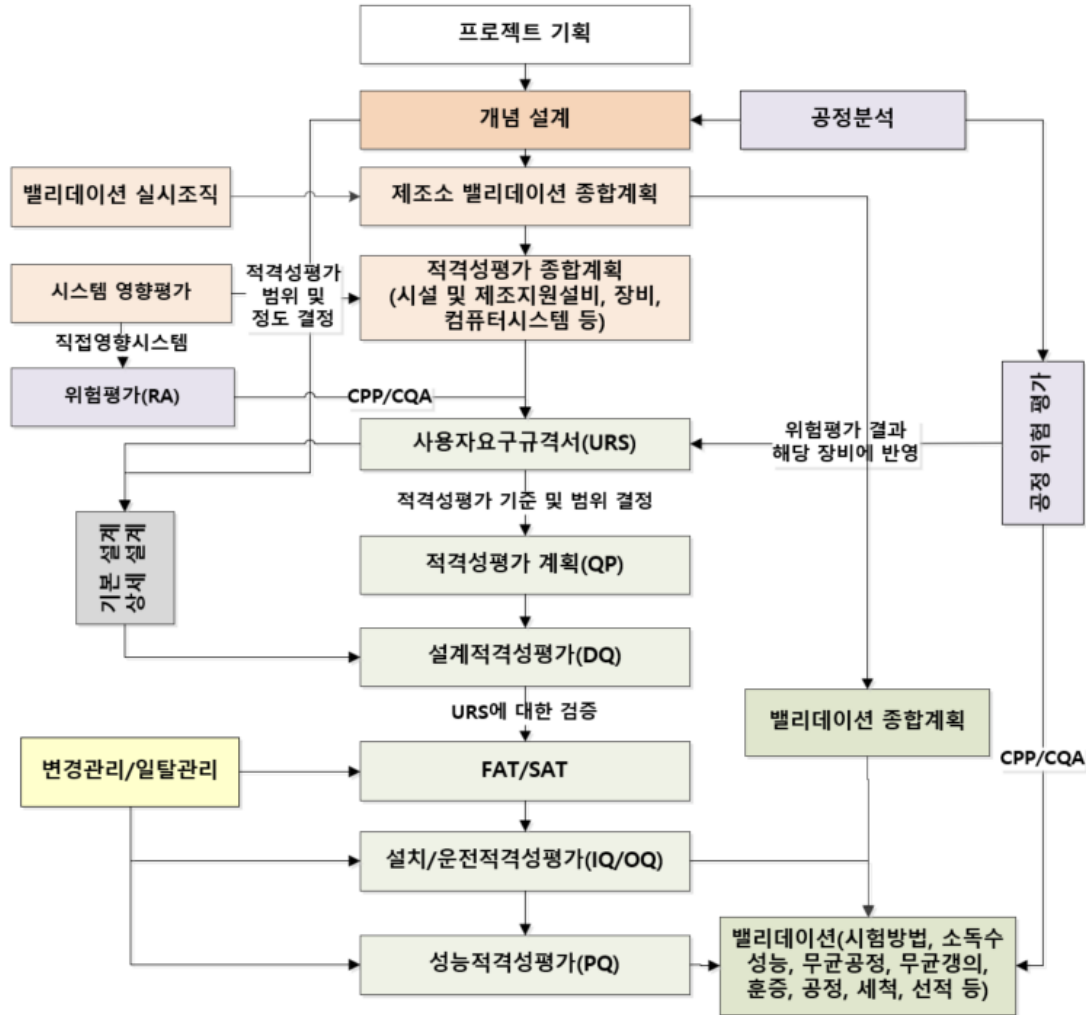 프로젝트 기획
개념 설계
공정분석
밸리데이션 실시조직
제조소 밸리데이션 종합계획
시스템 영향평가
적격성평가
범위 및
정도 결정
적격성평가 종합계획
(시설 및 제조지원설비, 장비,
컴퓨터시스템 등)
직접영향시스템
위험평가(RA)
CPP/CQA
공정 위험 평가
사용자요구규격서(URS)
위험평가 결과
해당 장비에 반영
적격성평가 기준 및 범위 결정
기본 설계
상세 설계
적격성평가 계획(QP)
설계적격성평가(DQ)
URS에 대한 검증
밸리데이션 종합계획
변경관리/일탈관리
FAT/SAT
CPP/CQA
설치/운전적격성평가(IQ/OQ)
성능적격성평가(PQ)
밸리데이션(시험방법, 소독수
성능, 무균공정, 무균갱의,
훈증, 공정, 세척, 선적 등)